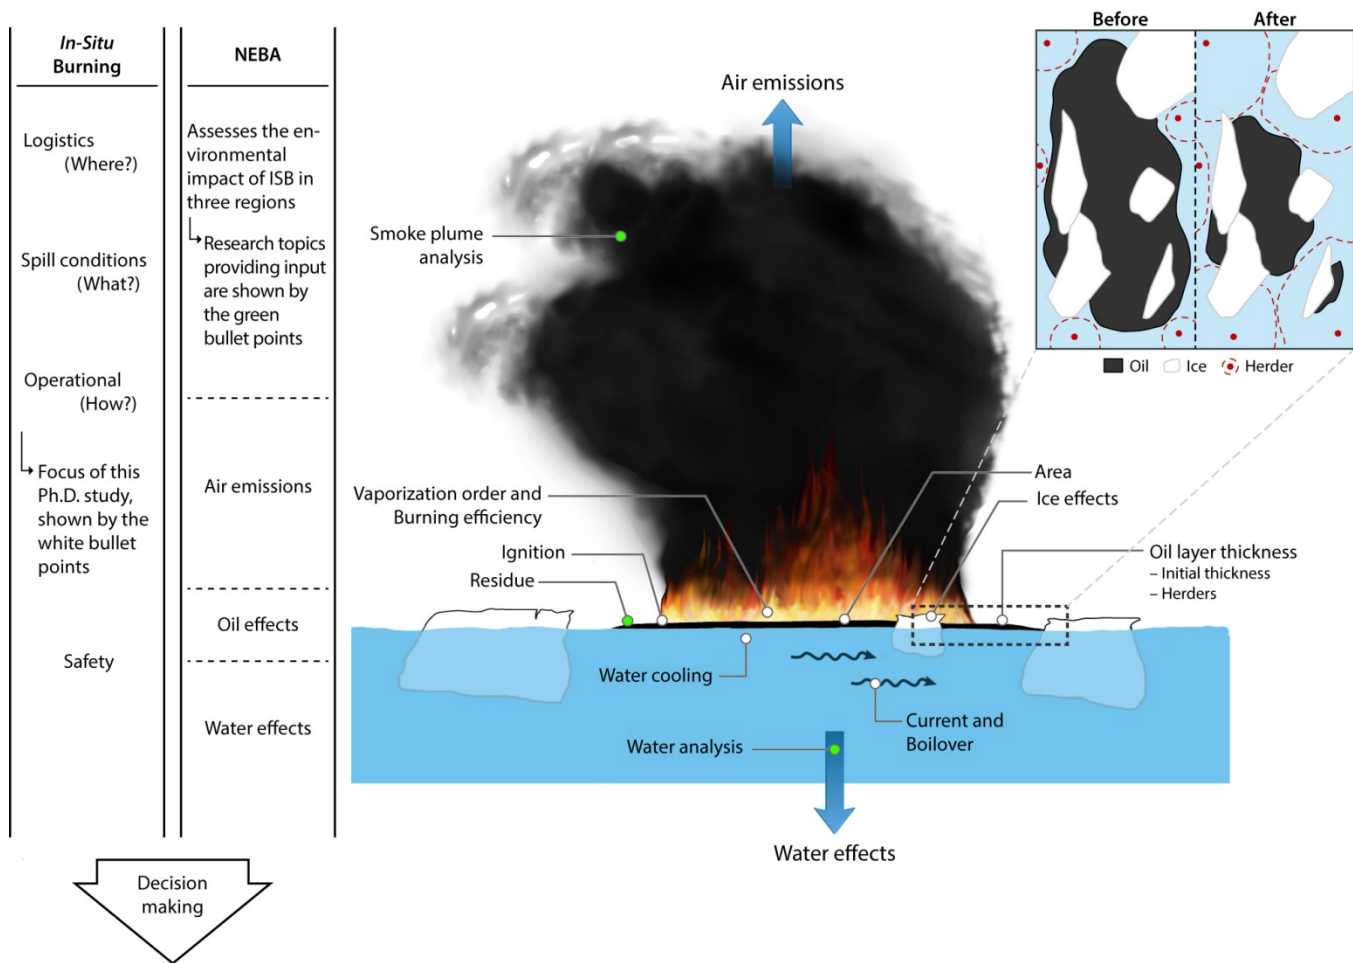 In-Situ
Burning
Logistics
(Where?)
Spill conditions
(What?)
Operational
(How?)
Focus of this
Ph.D. study,
shown by the
white bullet
points
Safety
NEBA
Assesses the en-
vironmental
impact of ISB in
three regions
Research topics
providing input
are shown by
the green
bullet points
Air emissions
Oil effects
Water effects
Decision
making
Air emissions
Smoke plume
analysis
Vaporization order and
Burning efficiency
Ignition
Residue
Area
Ice effects
Oil layer thickness
– Initial thickness
– Herders
Water cooling
Current and
Boilover
Water analysis
Water effects
Before
After
Oil
Ice
Herder